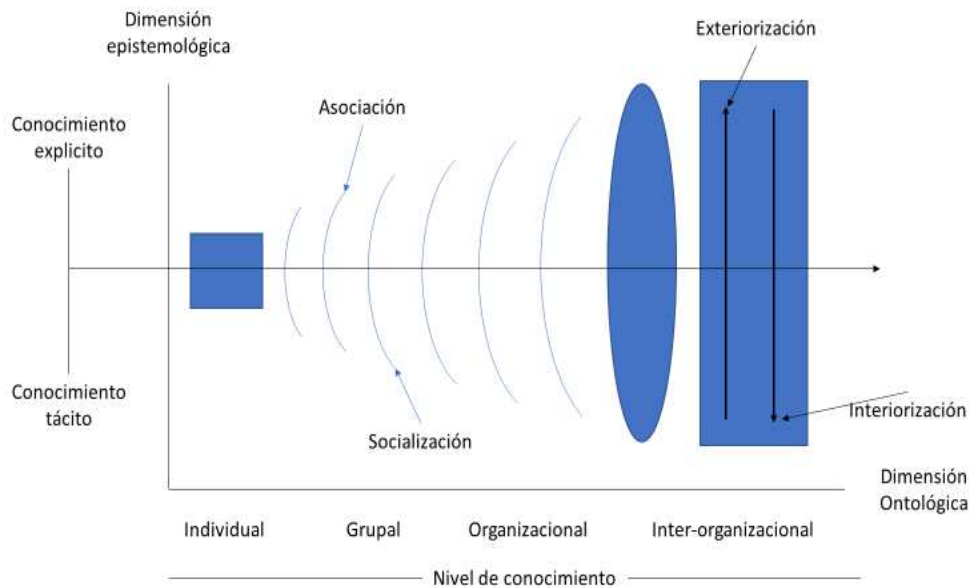 Dimensión
epistemológica
Exteriorización
Asociación
Conocimiento
explicito
Conocimiento
tácito
Interiorización
Socialización
Dimensión
Ontológica
Individual
Grupal
Organizacional
Inter-organizacional
Nivel de conocimiento